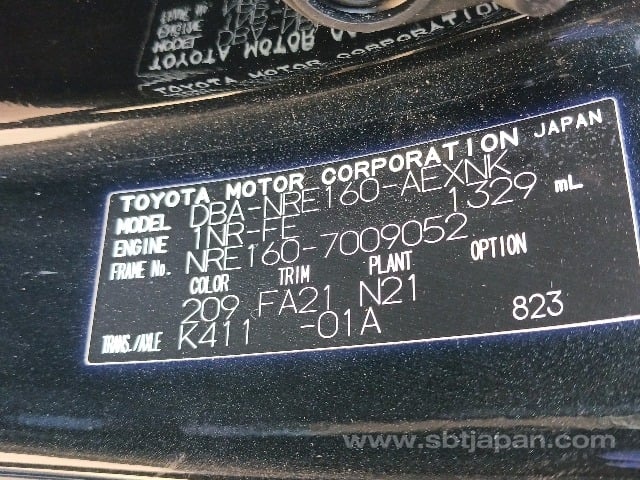 TOYOTA MOTOR CORPORATION JAPAN
MODEL DBA-NRE160-AEXNK
ENGINE 1NR-FE 1329 mL
FRAME No. NRE160-7009052
COLOR TRIM PLANT OPTION
209 FA21 N21
TRANS./AXLE K411 -01A 823
www.sbtjapan.com